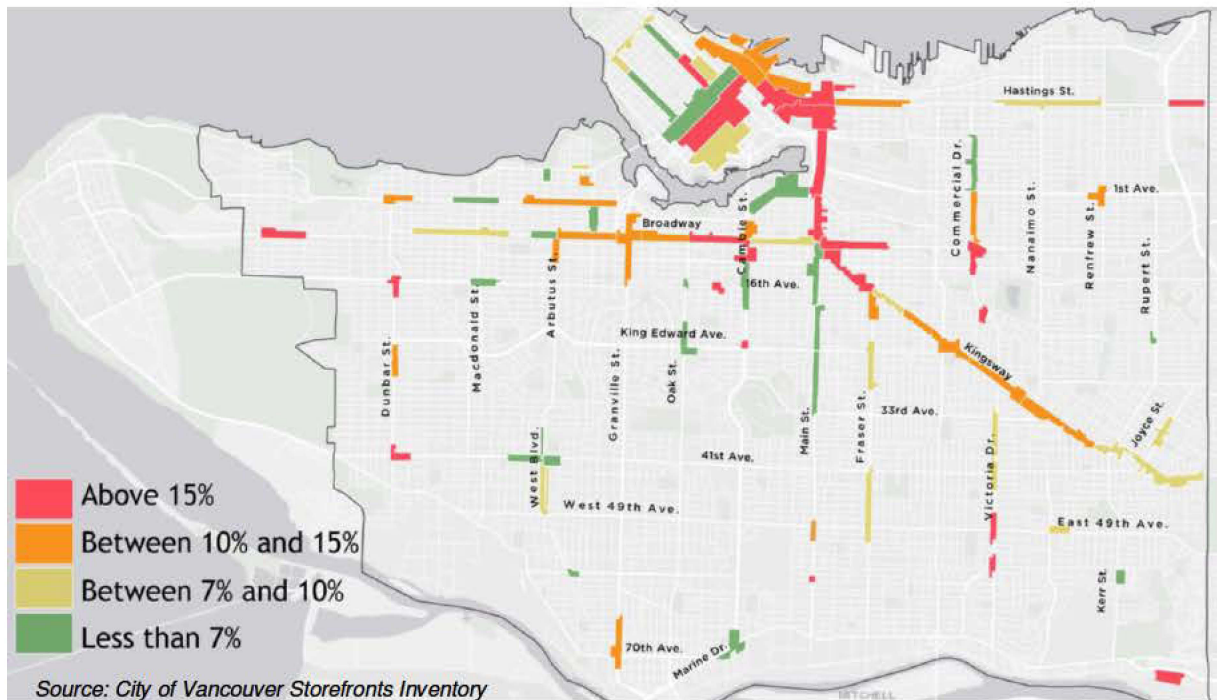 Hastings St.
Commercial Dr.
Nanaimo St.
Renfrew St.
1st Ave.
Rupert St.
Broadway
Cambie St.
16th Ave.
Arbutus St.
Macdonald St.
King Edward Ave.
Kingsway
Dunbar St.
Granville St.
Oak St.
Main St.
Fraser St.
33rd Ave.
Joyce St.
41st Ave.
West Blvd.
Victoria Dr.
West 49th Ave.
East 49th Ave.
Kerr St.
70th Ave.
Marine Dr.
MITCHELL
Above 15%
Between 10% and 15%
Between 7% and 10%
Less than 7%
Source: City of Vancouver Storefronts Inventory